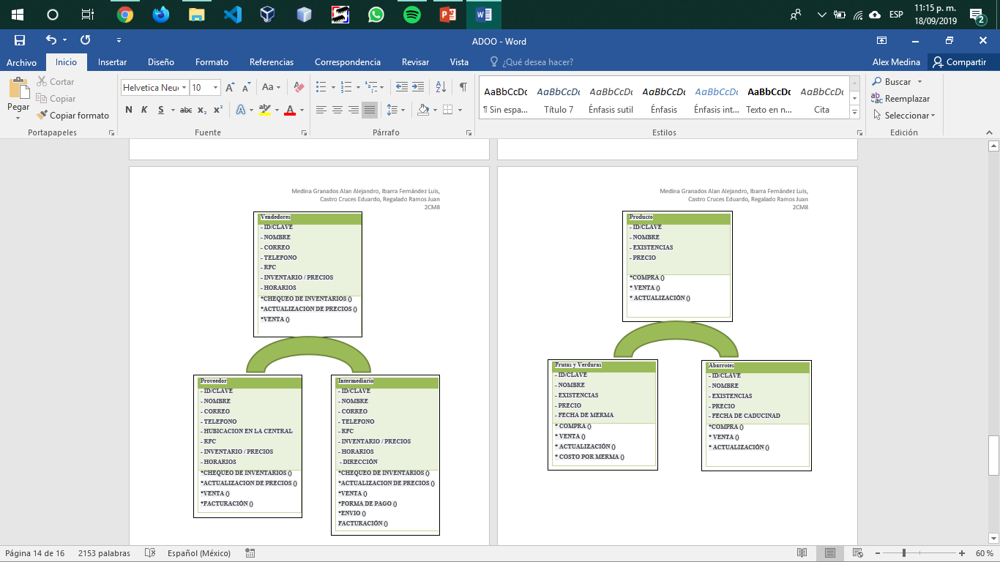 ESP
11:15 p. m.
18/09/2019
2
ADOO - Word
Archivo
Inicio
Insertar
Diseño
Formato
Referencias
Correspondencia
Revisar
Vista
¿Qué desea hacer?
Alex Medina
Compartir
Pegar
Cortar
Copiar
Copiar formato
Portapapeles
Helvetica Neu
10
Aa
N K S abc x₂ x²
Fuente
Párrafo
AaBbCcDc
¶ Sin espa...
AaBbCcDc
Título 7
AaBbCcDc
Énfasis sutil
AaBbCcDc
Énfasis
AaBbCcDc
Énfasis int...
AaBbCcDc
Texto en n...
AaBbCcDc
Cita
Estilos
Buscar
Reemplazar
Seleccionar
Edición
Medina Granados Alan Alejandro, Ibarra Fernández Luis,
Castro Cruces Eduardo, Regalado Ramos Juan
2CM8
Vendedores
- ID/CLAVE
- NOMBRE
- CORREO
- TELEFONO
- RFC
- INVENTARIO / PRECIOS
- HORARIOS
*CHEQUEO DE INVENTARIOS ()
*ACTUALIZACION DE PRECIOS ()
*VENTA ()
Proveedor
- ID/CLAVE
- NOMBRE
- CORREO
- TELEFONO
- HUBICACION EN LA CENTRAL
- RFC
- INVENTARIO / PRECIOS
- HORARIOS
*CHEQUEO DE INVENTARIOS ()
*ACTUALIZACION DE PRECIOS ()
*VENTA ()
*FACTURACIÓN ()
Intermediario
- ID/CLAVE
- NOMBRE
- CORREO
- TELEFONO
- RFC
- INVENTARIO / PRECIOS
- HORARIOS
- DIRECCIÓN
*CHEQUEO DE INVENTARIOS ()
*ACTUALIZACION DE PRECIOS ()
*VENTA ()
*FORMA DE PAGO ()
*ENVIO ()
FACTURACIÓN ()
Medina Granados Alan Alejandro, Ibarra Fernández Luis,
Castro Cruces Eduardo, Regalado Ramos Juan
2CM8
Producto
- ID/CLAVE
- NOMBRE
- EXISTENCIAS
- PRECIO
*COMPRA ()
* VENTA ()
* ACTUALIZACIÓN ()
Frutas y Verduras
- ID/CLAVE
- NOMBRE
- EXISTENCIAS
- PRECIO
- FECHA DE MERMA
* COMPRA ()
* VENTA ()
* ACTUALIZACIÓN ()
* COSTO POR MERMA ()
Abarrotes
- ID/CLAVE
- NOMBRE
- EXISTENCIAS
- PRECIO
- FECHA DE CADUCINAD
*COMPRA ()
* VENTA ()
* ACTUALIZACIÓN ()
Página 14 de 16
2153 palabras
Español (México)
60 %